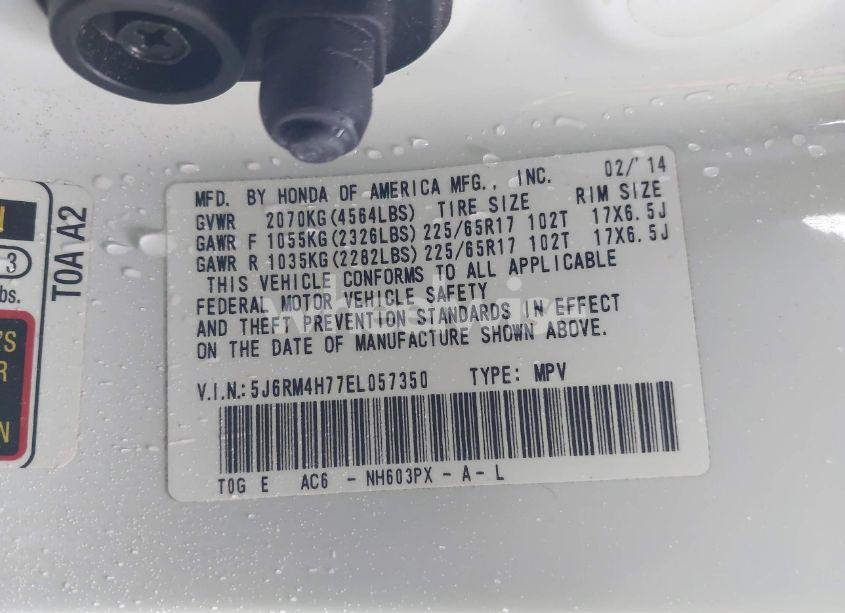 MFD. BY HONDA OF AMERICA MFG., INC. 02/'14
GVWR 2070KG(4564LBS) TIRE SIZE RIM SIZE
GAWR F 1055KG(2326LBS) 225/65R17 102T 17X6.5J
GAWR R 1035KG(2282LBS) 225/65R17 102T 17X6.5J
THIS VEHICLE CONFORMS TO ALL APPLICABLE
FEDERAL MOTOR VEHICLE SAFETY
AND THEFT PREVENTION STANDARDS IN EFFECT
ON THE DATE OF MANUFACTURE SHOWN ABOVE.
V.I.N.: 5J6RM4H77EL057350 TYPE: MPV
T0G E AC6 - NH603PX - A - L
T0A A2
3
bs.
'S
R
N